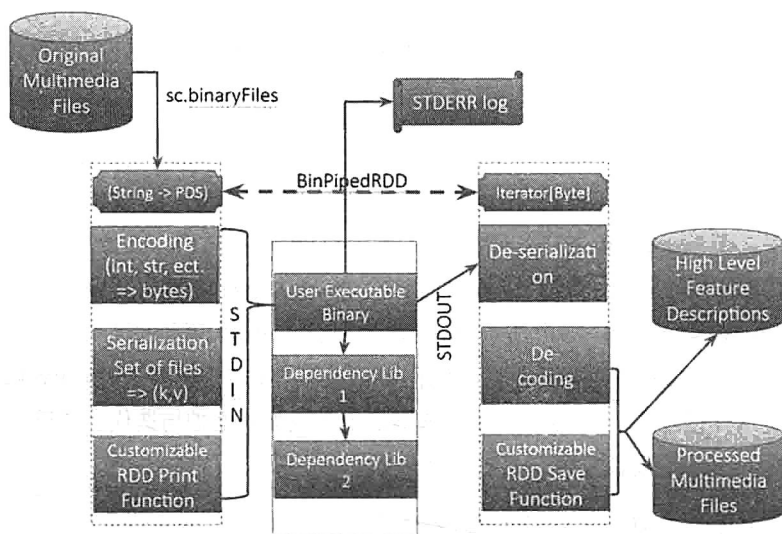 Original
Multimedia
Files
sc.binaryFiles
STDERR log
(String -> PDS)
BinPipedRDD
Iterator[Byte]
Encoding
(int, str, ect.
=> bytes)
Serialization
Set of files
=> (k,v)
Customizable
RDD Print
Function
STDIN
User Executable
Binary
Dependency Lib
1
Dependency Lib
2
STDOUT
De-serializati
on
De-
coding
Customizable
RDD Save
Function
High Level
Feature
Descriptions
Processed
Multimedia
Files